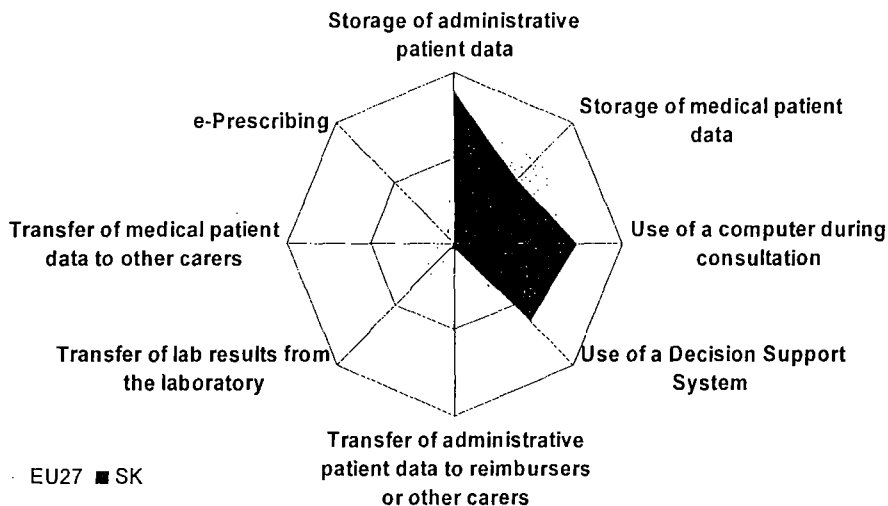 Storage of administrative
patient data
Storage of medical patient
data
e-Prescribing
Transfer of medical patient
data to other carers
Use of a computer during
consultation
Transfer of lab results from
the laboratory
Use of a Decision Support
System
Transfer of administrative
patient data to reimbursers
or other carers
EU27 SK